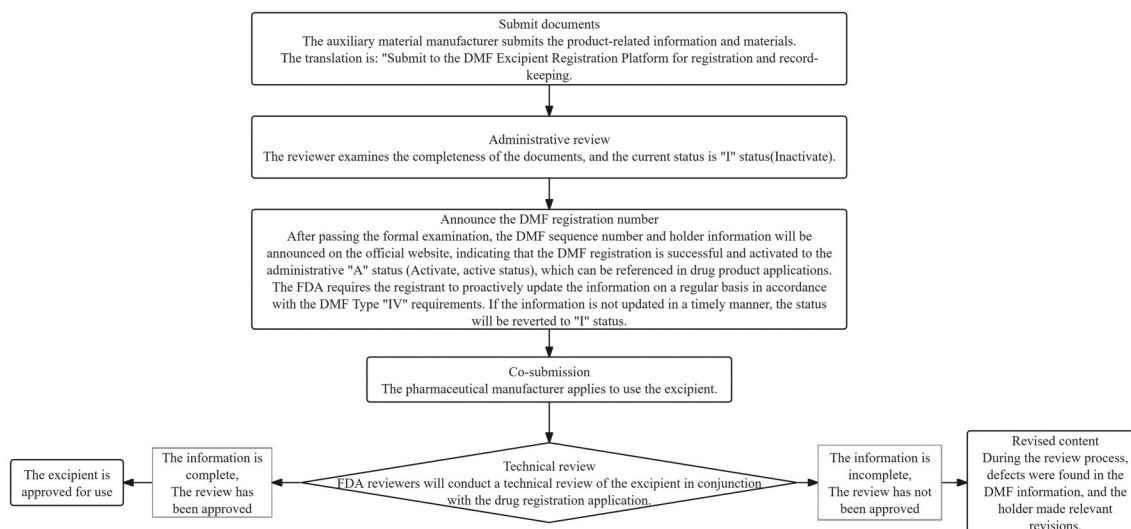 Submit documents
The auxiliary material manufacturer submits the product-related information and materials.
The translation is: "Submit to the DMF Excipient Registration Platform for registration and record-
keeping.
Administrative review
The reviewer examines the completeness of the documents, and the current status is "I" status(Inactivate).
Announce the DMF registration number
After passing the formal examination, the DMF sequence number and holder information will be
announced on the official website, indicating that the DMF registration is successful and activated to the
administrative "A" status (Activate, active status), which can be referenced in drug product applications.
The FDA requires the registrant to proactively update the information on a regular basis in accordance
with the DMF Type "IV" requirements. If the information is not updated in a timely manner, the status
will be reverted to "I" status.
Co-submission
The pharmaceutical manufacturer applies to use the excipient.
The excipient is
approved for use
The information is
complete,
The review has
been approved
Technical review
FDA reviewers will conduct a technical review of the excipient in conjunction
with the drug registration application.
The information is
incomplete,
The review has not
been approved
Revised content
During the review process,
defects were found in the
DMF information, and the
holder made relevant
revisions.